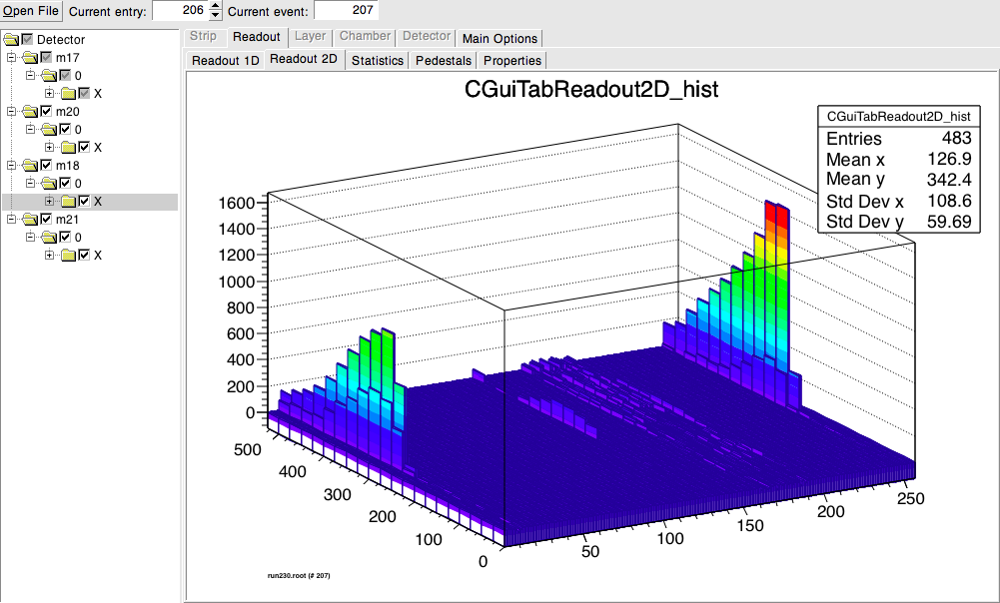 Open File Current entry: 206 Current event: 207
Detector
m17
0
X
m20
0
X
m18
0
X
m21
0
X
Strip Readout Layer Chamber Detector Main Options
Readout 1D Readout 2D Statistics Pedestals Properties
CGuiTabReadout2D_hist
CGuiTabReadout2D_hist
Entries 483
Mean x 126.9
Mean y 342.4
Std Dev x 108.6
Std Dev y 59.69
1600
1400
1200
1000
800
600
400
200
0
500
400
300
200
100
0
50
100
150
200
250
run230.root (# 207)